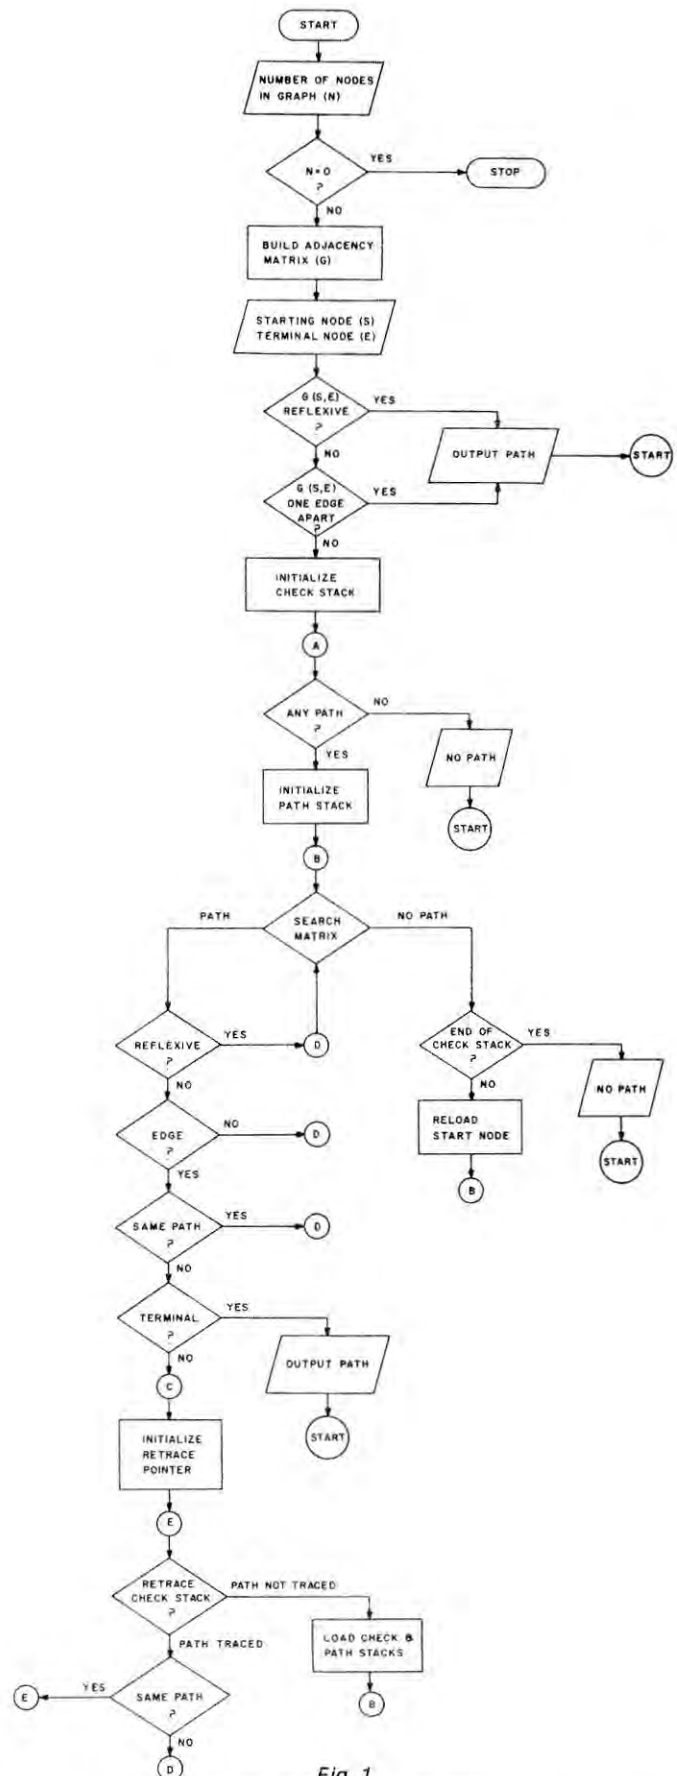 START
NUMBER OF NODES
IN GRAPH (N)
N=0
?
YES
STOP
NO
BUILD ADJACENCY
MATRIX (G)
STARTING NODE (S)
TERMINAL NODE (E)
G (S,E)
REFLEXIVE
?
YES
NO
OUTPUT PATH
START
G (S,E)
ONE EDGE
APART
?
YES
NO
INITIALIZE
CHECK STACK
A
ANY PATH
?
NO
YES
NO PATH
START
INITIALIZE
PATH STACK
B
SEARCH
MATRIX
PATH
NO PATH
REFLEXIVE
?
YES
D
NO
END OF
CHECK STACK
?
YES
NO
NO PATH
START
RELOAD
START NODE
B
EDGE
?
NO
D
YES
SAME PATH
?
YES
D
NO
TERMINAL
?
YES
NO
OUTPUT PATH
START
C
INITIALIZE
RETRACE
POINTER
E
RETRACE
CHECK STACK
?
PATH NOT TRACED
PATH TRACED
LOAD CHECK &
PATH STACKS
B
SAME PATH
?
YES
E
NO
D
Fig. 1